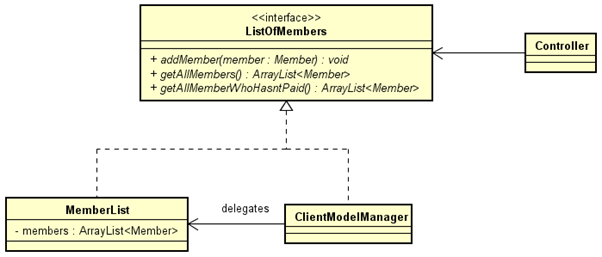 <<interface>>
ListOfMembers
+ addMember(member : Member) : void
+ getAllMembers() : ArrayList<Member>
+ getAllMemberWhoHasntPaid() : ArrayList<Member>
Controller
MemberList
- members : ArrayList<Member>
delegates
ClientModelManager